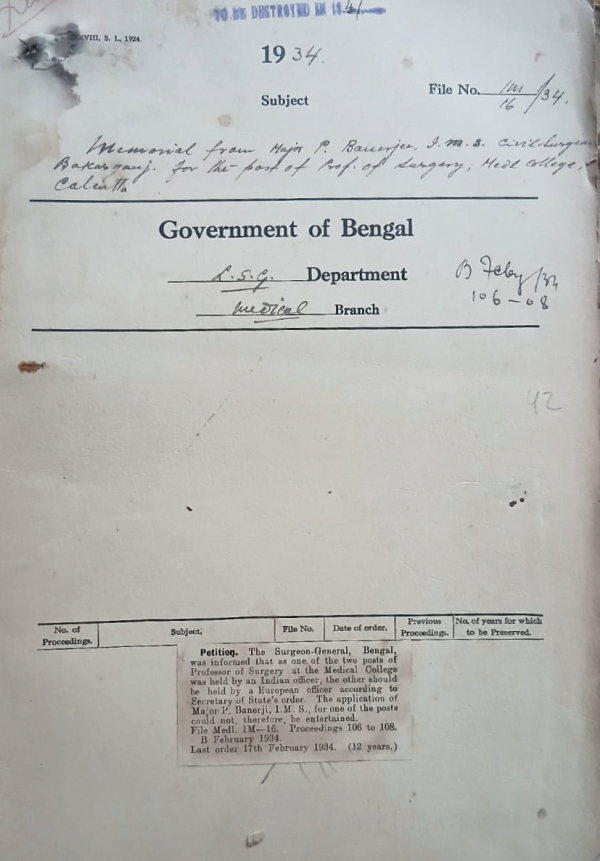 TO BE DESTROYED IN 194
XVIII, S. I., 1924.
1934.
File No. 1M/16 /34.
Subject
Memorial from Major P. Banerjee, I.M.S. Civil Surgeon
Bakarganj. for the post of Prof. of Surgery, Medl College,
Calcutta
Government of Bengal
L.S.G. Department
Medical Branch
B Feby/34
106-08
42
No. of Proceedings.
Subject.
File No.
Date of order.
Previous Proceedings.
No. of years for which to be Preserved.
Petition. The Surgeon-General, Bengal,
was informed that as one of the two posts of
Professor of Surgery at the Medical College
was held by an Indian officer, the other should
be held by a European officer according to
Secretary of State's order. The application of
Major P. Banerji, I.M.S., for one of the posts
could not, therefore, be entertained.
File Medl. 1M—16. Proceedings 106 to 108.
B February 1934.
Last order 17th February 1934. (12 years.)